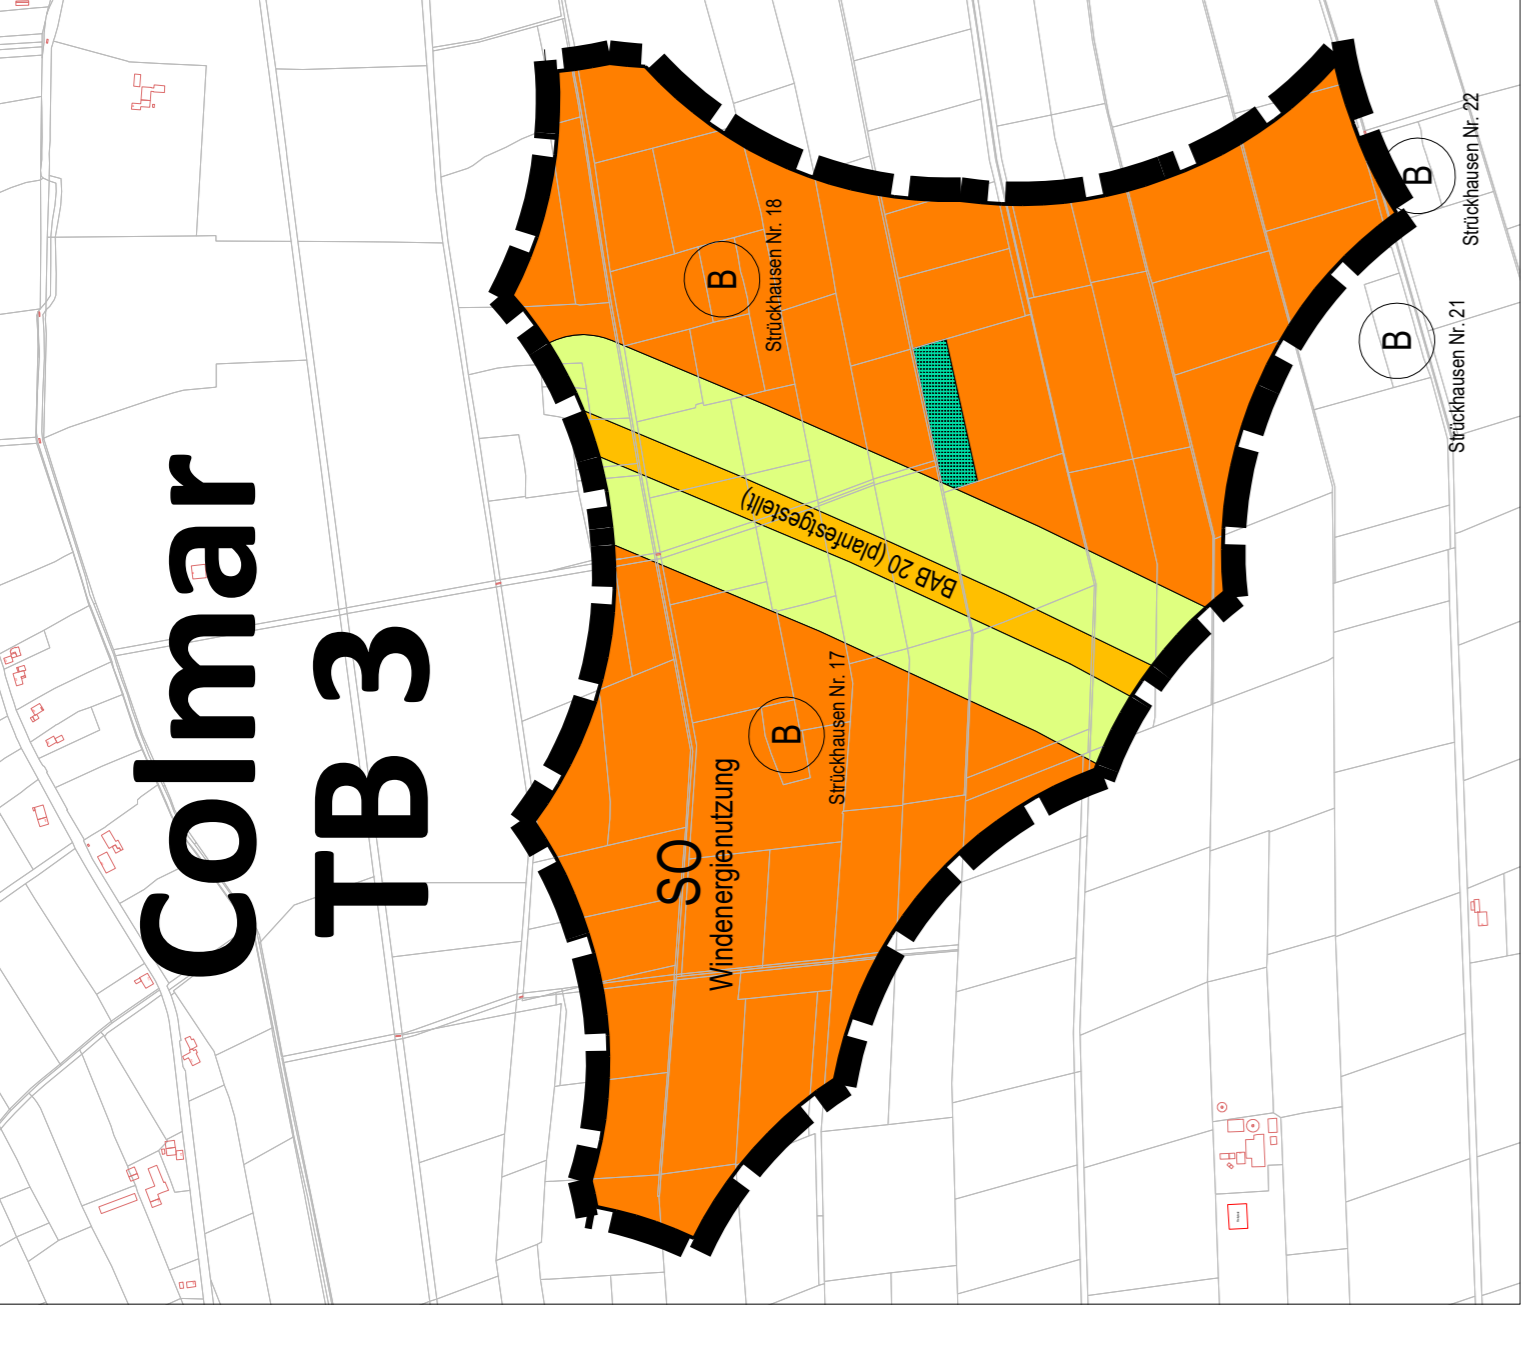 Colmar
TB 3
SO
Windenergienutzung
B
Strückhausen Nr. 17
BAB 20 (planfestgestellt)
B
Strückhausen Nr. 18
B
Strückhausen Nr. 21
B
Strückhausen Nr. 22